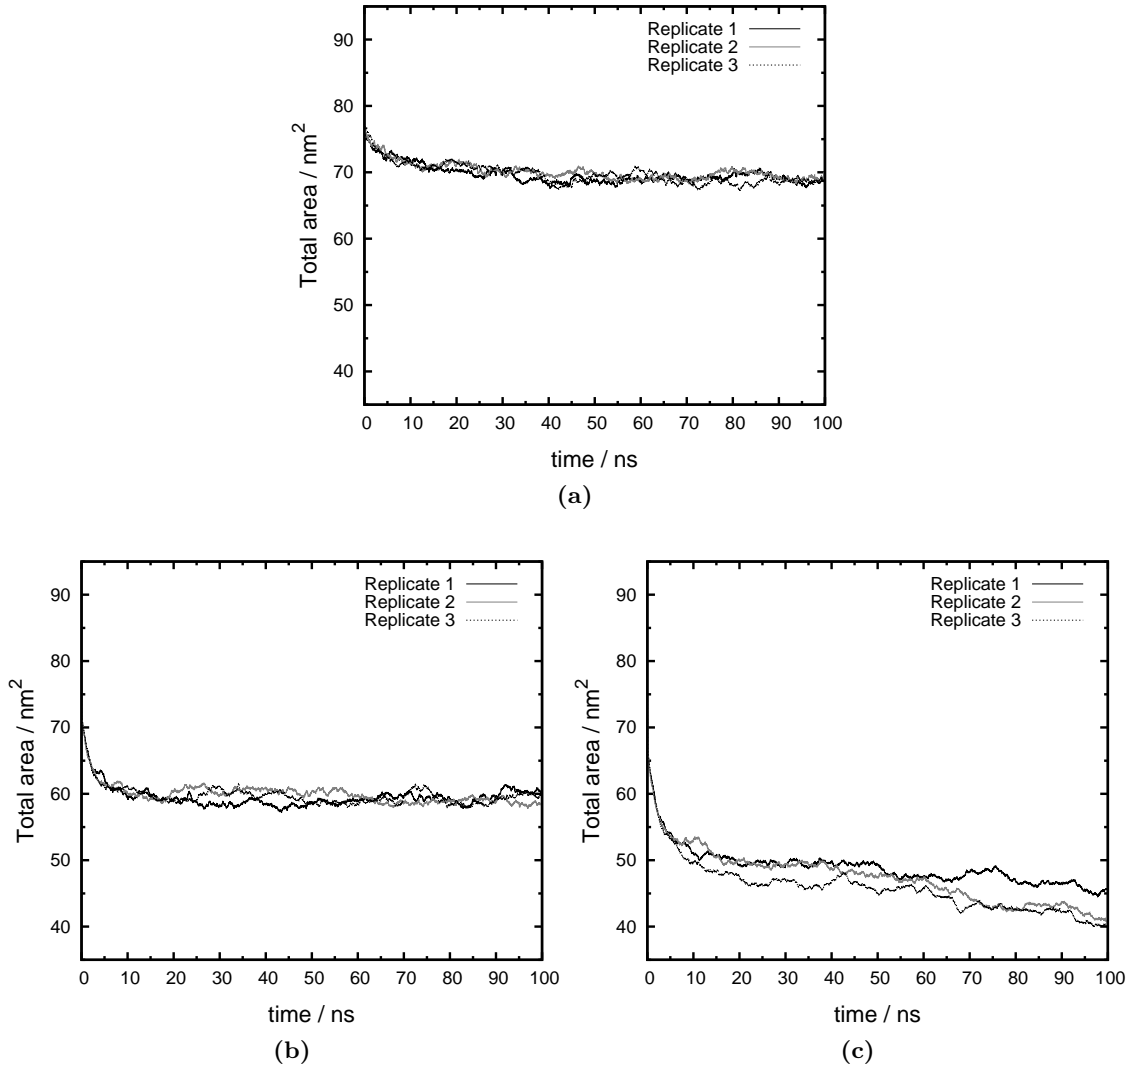 Replicate 1
Replicate 2
Replicate 3
Total area / nm²
90
80
70
60
50
40
0 10 20 30 40 50 60 70 80 90 100
time / ns
(a)
Replicate 1
Replicate 2
Replicate 3
Total area / nm²
90
80
70
60
50
40
0 10 20 30 40 50 60 70 80 90 100
time / ns
(b)
Replicate 1
Replicate 2
Replicate 3
Total area / nm²
90
80
70
60
50
40
0 10 20 30 40 50 60 70 80 90 100
time / ns
(c)